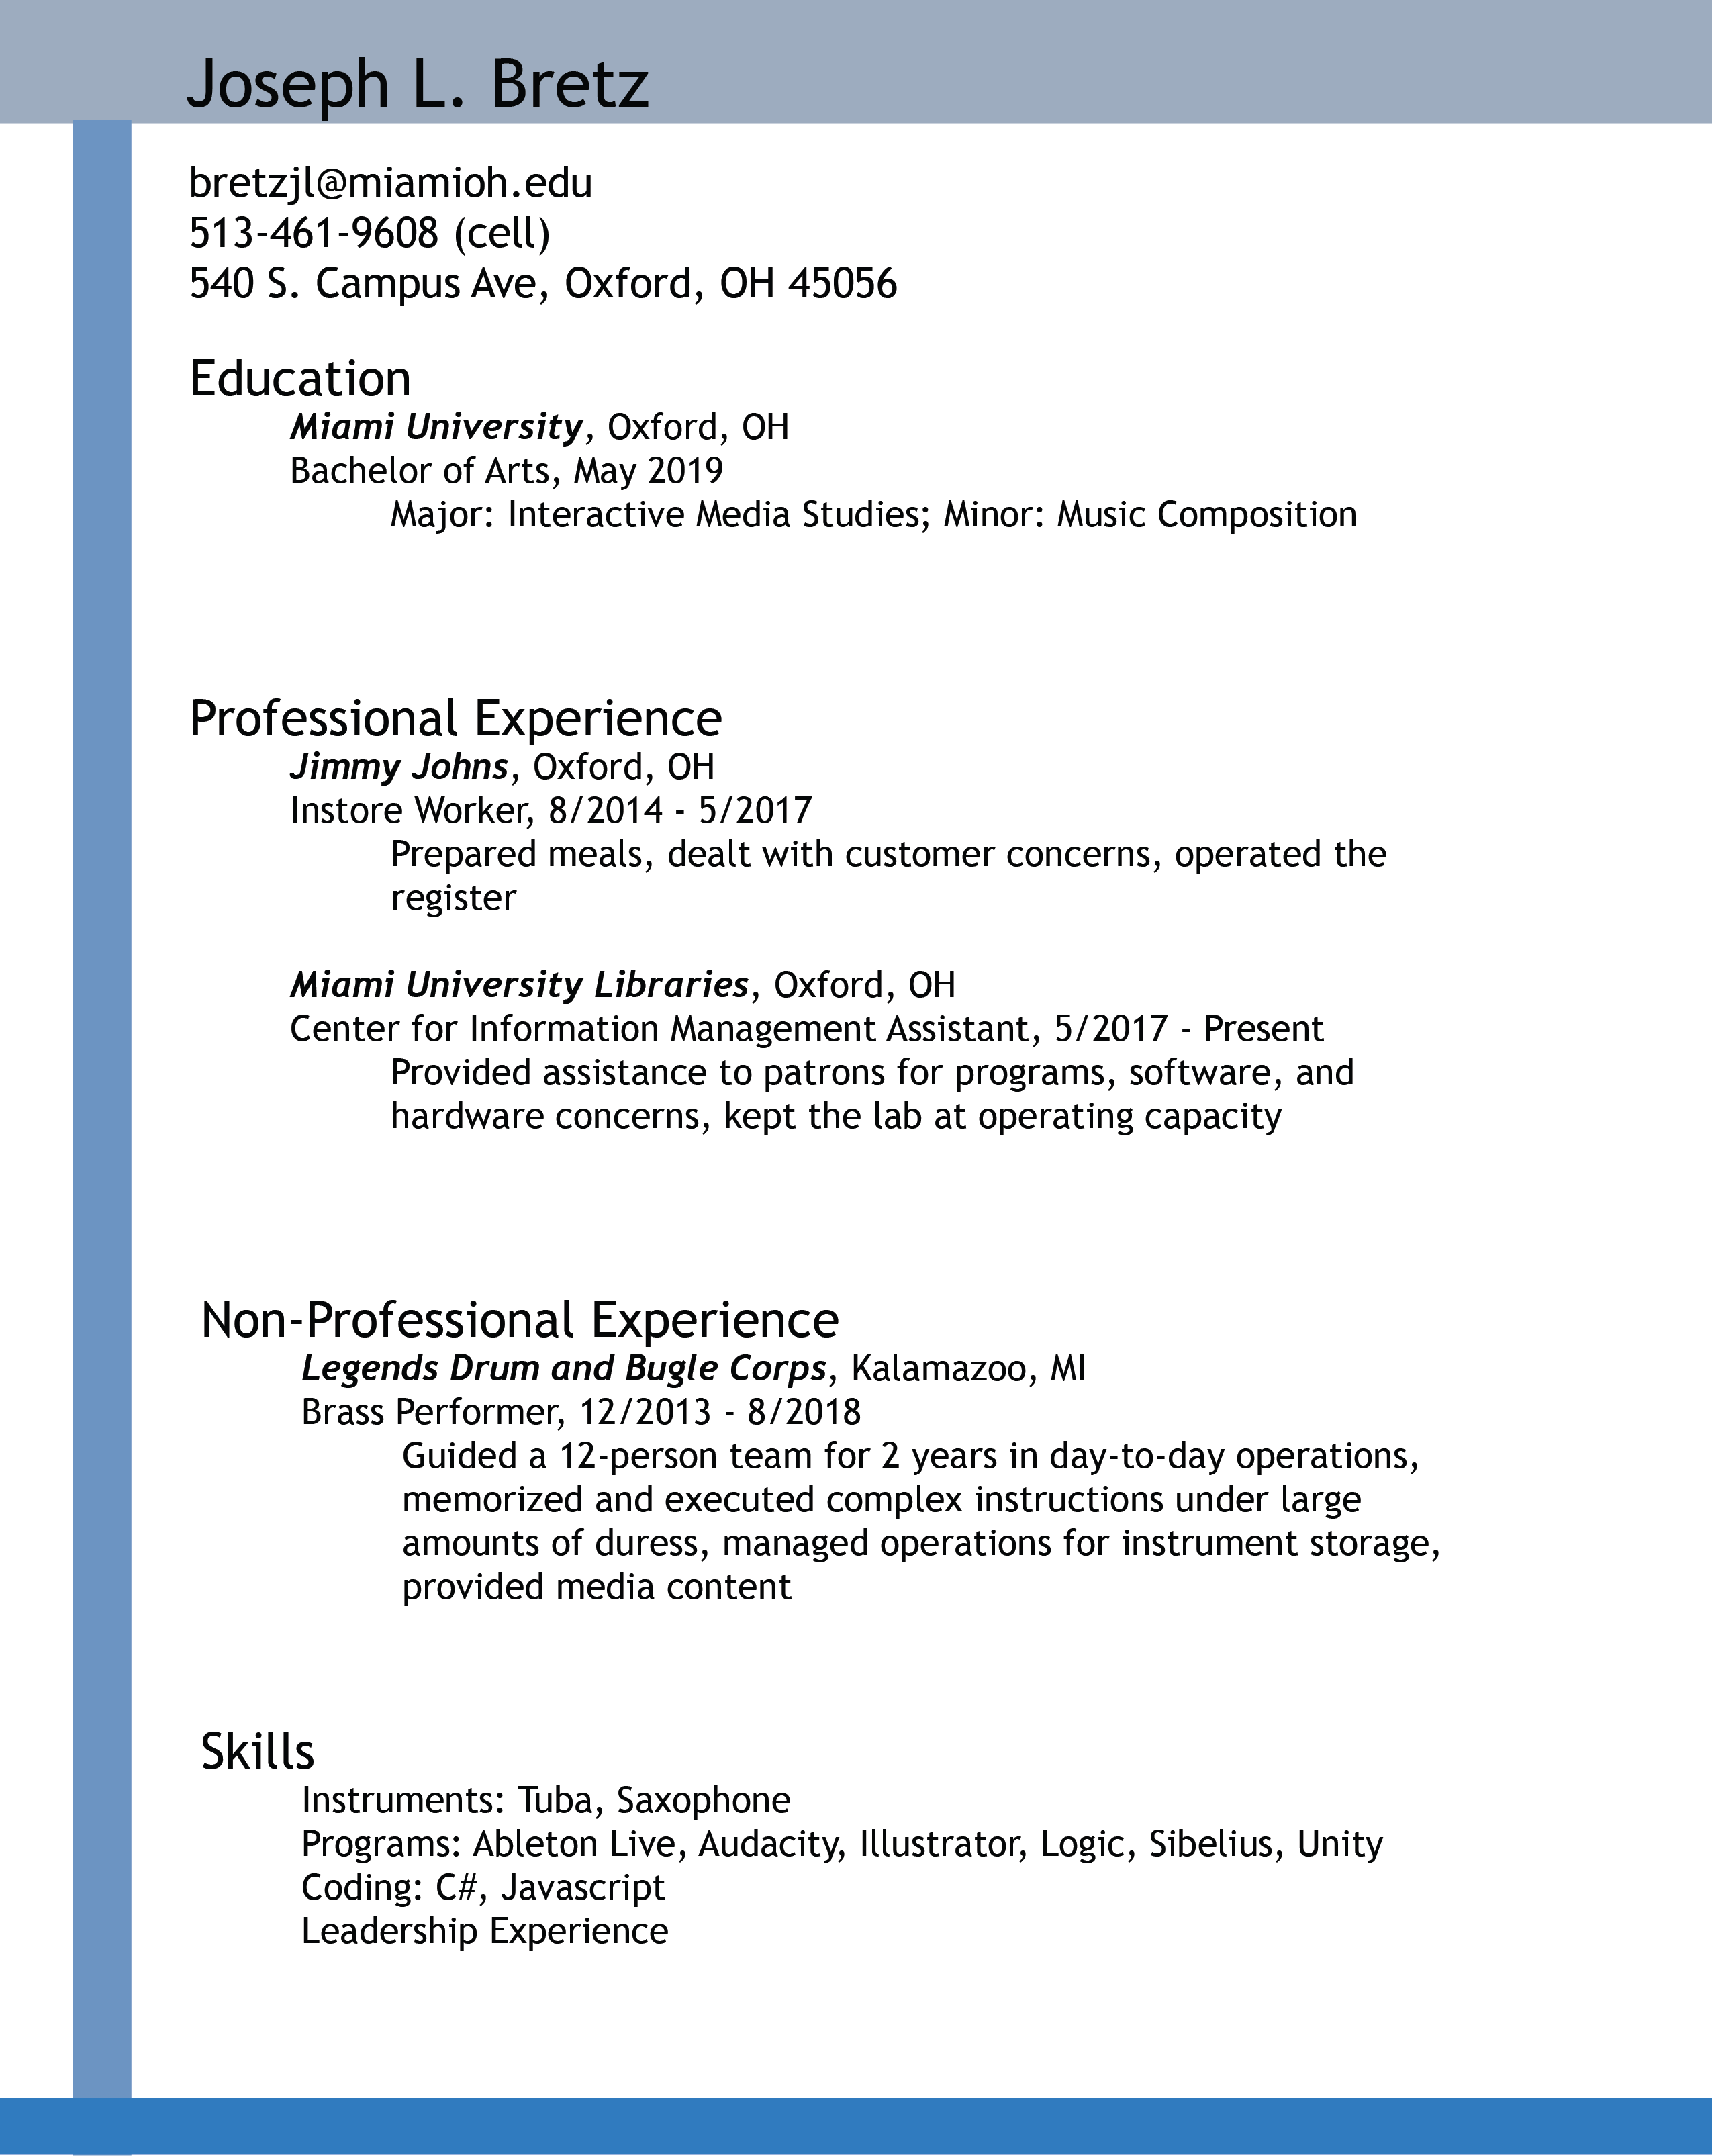 Joseph L. Bretz
bretzjl@miamioh.edu
513-461-9608 (cell)
540 S. Campus Ave, Oxford, OH 45056
Education
Miami University, Oxford, OH
Bachelor of Arts, May 2019
Major: Interactive Media Studies; Minor: Music Composition
Professional Experience
Jimmy Johns, Oxford, OH
Instore Worker, 8/2014 - 5/2017
Prepared meals, dealt with customer concerns, operated the
register
Miami University Libraries, Oxford, OH
Center for Information Management Assistant, 5/2017 - Present
Provided assistance to patrons for programs, software, and
hardware concerns, kept the lab at operating capacity
Non-Professional Experience
Legends Drum and Bugle Corps, Kalamazoo, MI
Brass Performer, 12/2013 - 8/2018
Guided a 12-person team for 2 years in day-to-day operations,
memorized and executed complex instructions under large
amounts of duress, managed operations for instrument storage,
provided media content
Skills
Instruments: Tuba, Saxophone
Programs: Ableton Live, Audacity, Illustrator, Logic, Sibelius, Unity
Coding: C#, Javascript
Leadership Experience